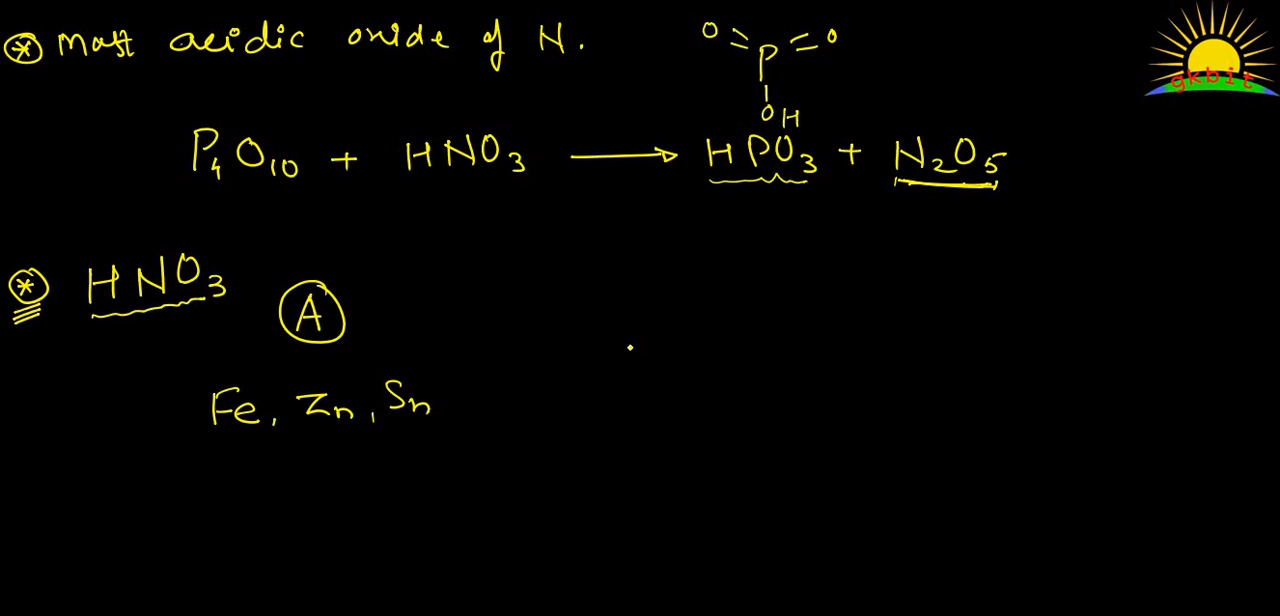 * Most acidic oxide of N.
O = P = O
OH
P4O10 + HNO3 → HPO3 + N2O5
* HNO3
A
Fe, Zn, Sn
gkbit